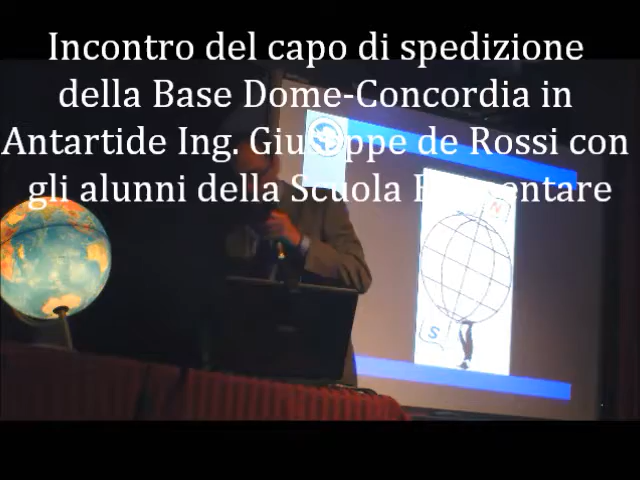 Incontro del capo di spedizione
della Base Dome-Concordia in
Antartide Ing. Giuseppe de Rossi con
gli alunni della Scuola Elementare
N
S